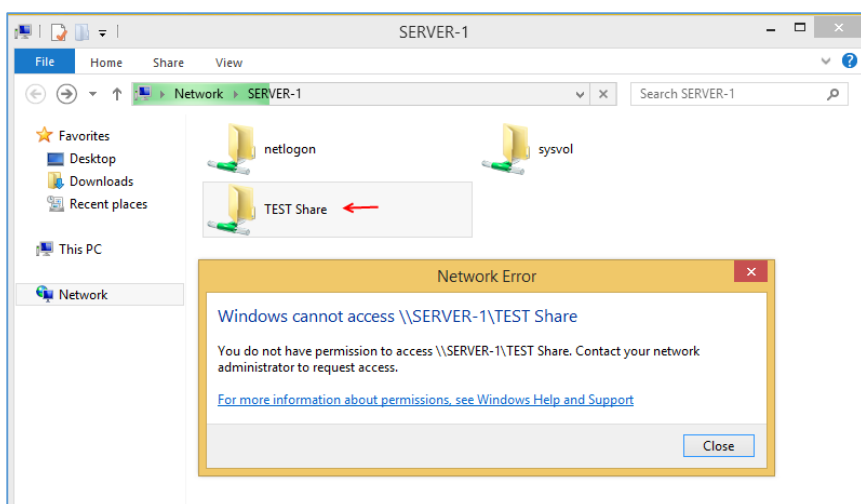 SERVER-1
File Home Share View
Network SERVER-1
Search SERVER-1
Favorites
Desktop
Downloads
Recent places
This PC
Network
netlogon
sysvol
TEST Share
Network Error
Windows cannot access \\SERVER-1\TEST Share
You do not have permission to access \\SERVER-1\TEST Share. Contact your network
administrator to request access.
For more information about permissions, see Windows Help and Support
Close